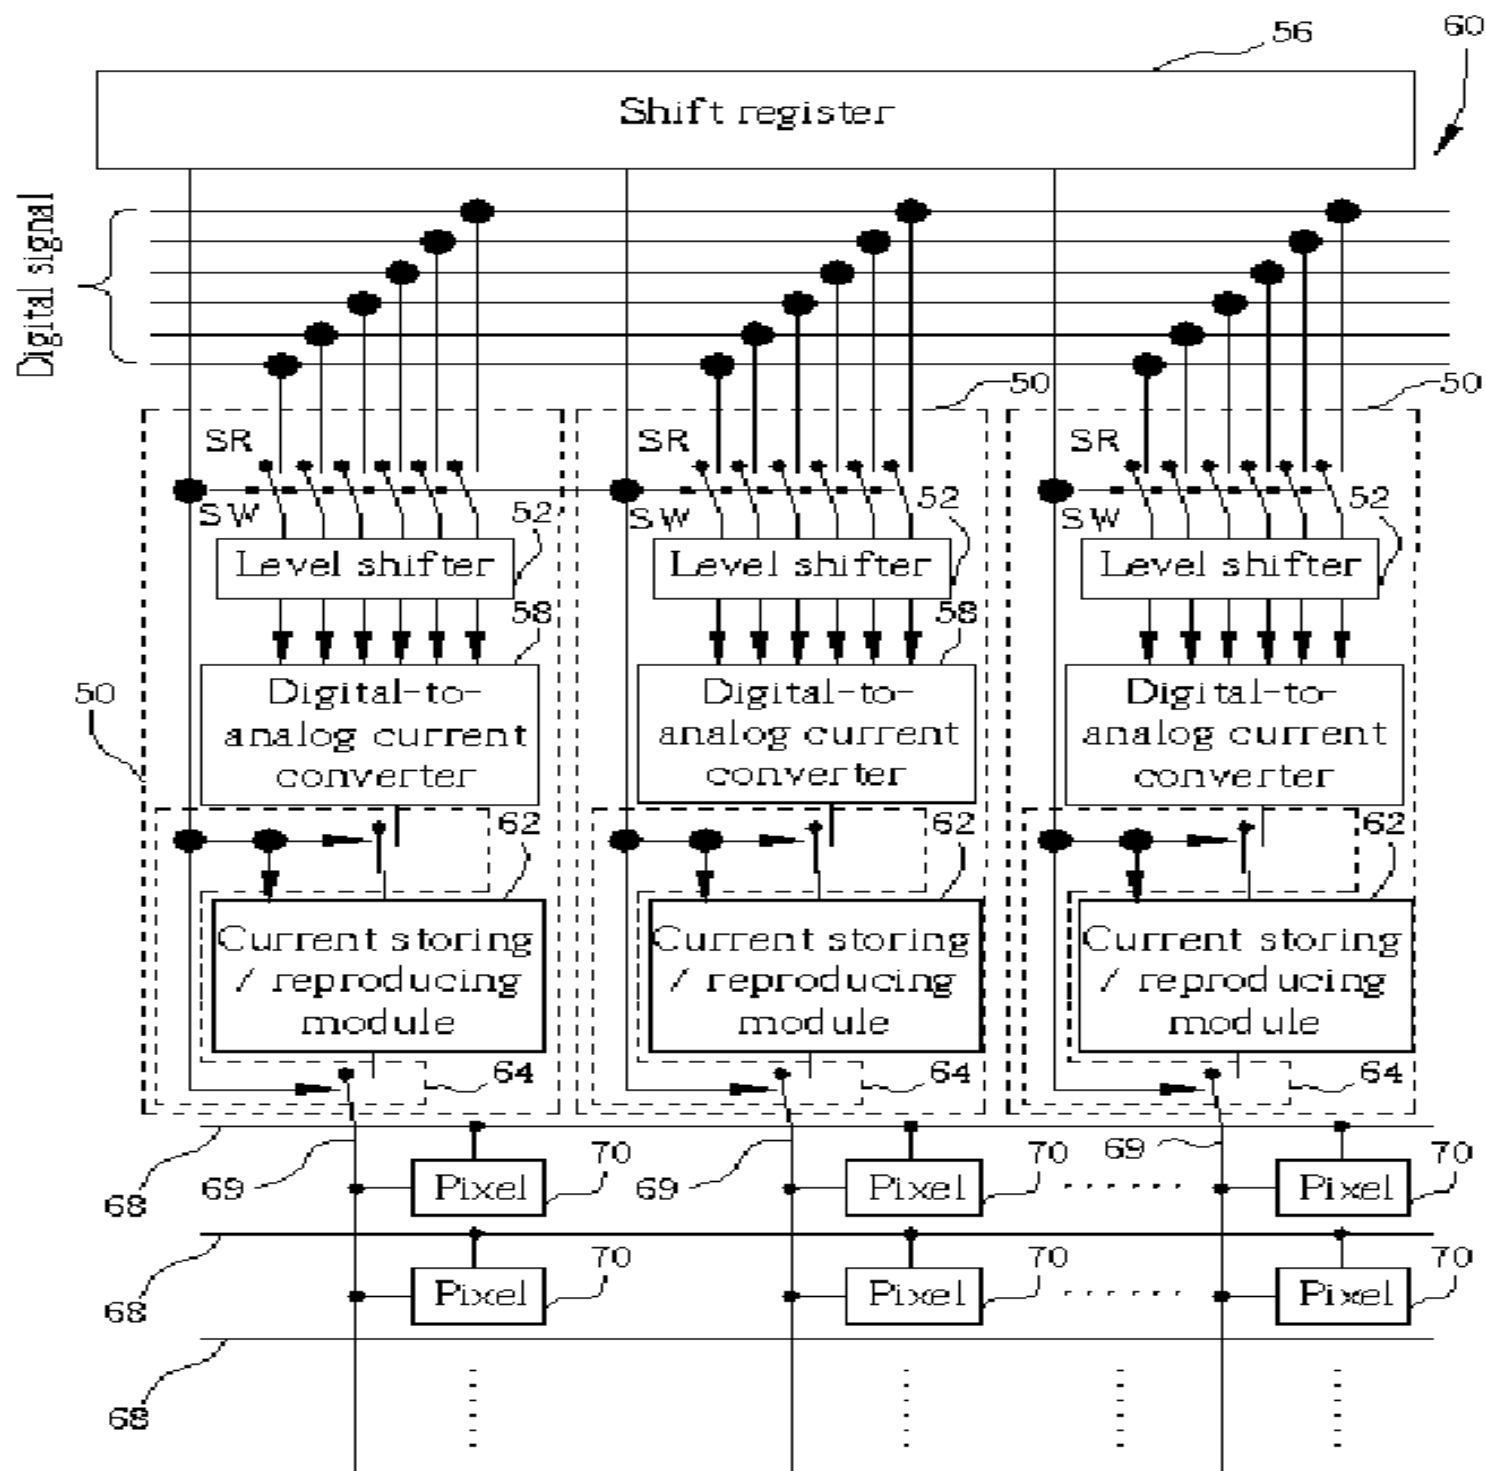 56
60
Shift register
Digital signal
50
50
SR
SR
SR
SW
SW
SW
52
52
52
Level shifter
Level shifter
Level shifter
58
58
50
Digital-to-
analog current
converter
Digital-to-
analog current
converter
Digital-to-
analog current
converter
62
62
62
Current storing
/ reproducing
module
Current storing
/ reproducing
module
Current storing
/ reproducing
module
64
64
64
68
69
Pixel
70
69
Pixel
70
69
Pixel
70
68
Pixel
70
Pixel
70
Pixel
70
68